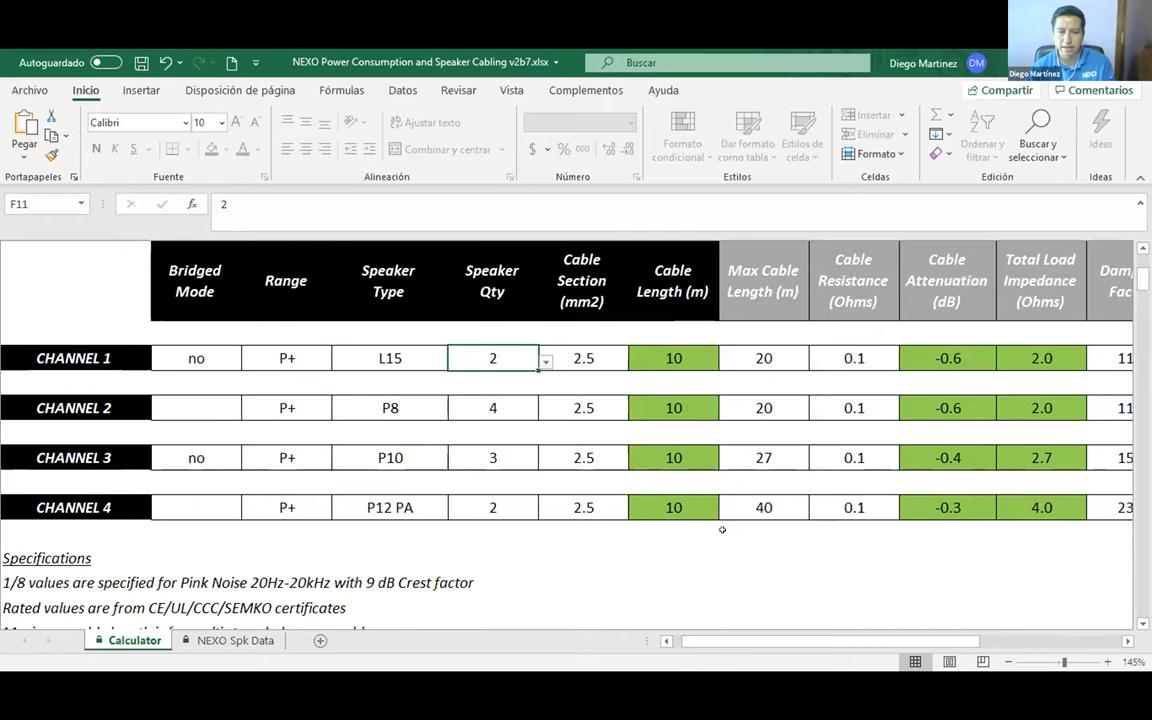 Autoguardado
NEXO Power Consumption and Speaker Cabling v2b7.xlsx
Buscar
Diego Martinez DM
Diego Martinez
Archivo Inicio Insertar Disposición de página Fórmulas Datos Revisar Vista Complementos Ayuda Compartir Comentarios
Pegar
Calibri 10
N K S
Ajustar texto
Combinar y centrar
$ % 000
Formato condicional
Dar formato como tabla
Estilos de celda
Insertar
Eliminar
Formato
Ordenar y filtrar
Buscar y seleccionar
Ideas
Portapapeles Fuente Alineación Número Estilos Celdas Edición Ideas
F11 fx 2
Bridged Mode Range Speaker Type Speaker Qty Cable Section (mm2) Cable Length (m) Max Cable Length (m) Cable Resistance (Ohms) Cable Attenuation (dB) Total Load Impedance (Ohms)
CHANNEL 1 no P+ L15 2 2.5 10 20 0.1 -0.6 2.0 11
CHANNEL 2 P+ P8 4 2.5 10 20 0.1 -0.6 2.0 11
CHANNEL 3 no P+ P10 3 2.5 10 27 0.1 -0.4 2.7 15
CHANNEL 4 P+ P12 PA 2 2.5 10 40 0.1 -0.3 4.0 23
Specifications
1/8 values are specified for Pink Noise 20Hz-20kHz with 9 dB Crest factor
Rated values are from CE/UL/CCC/SEMKO certificates
Calculator NEXO Spk Data
145%